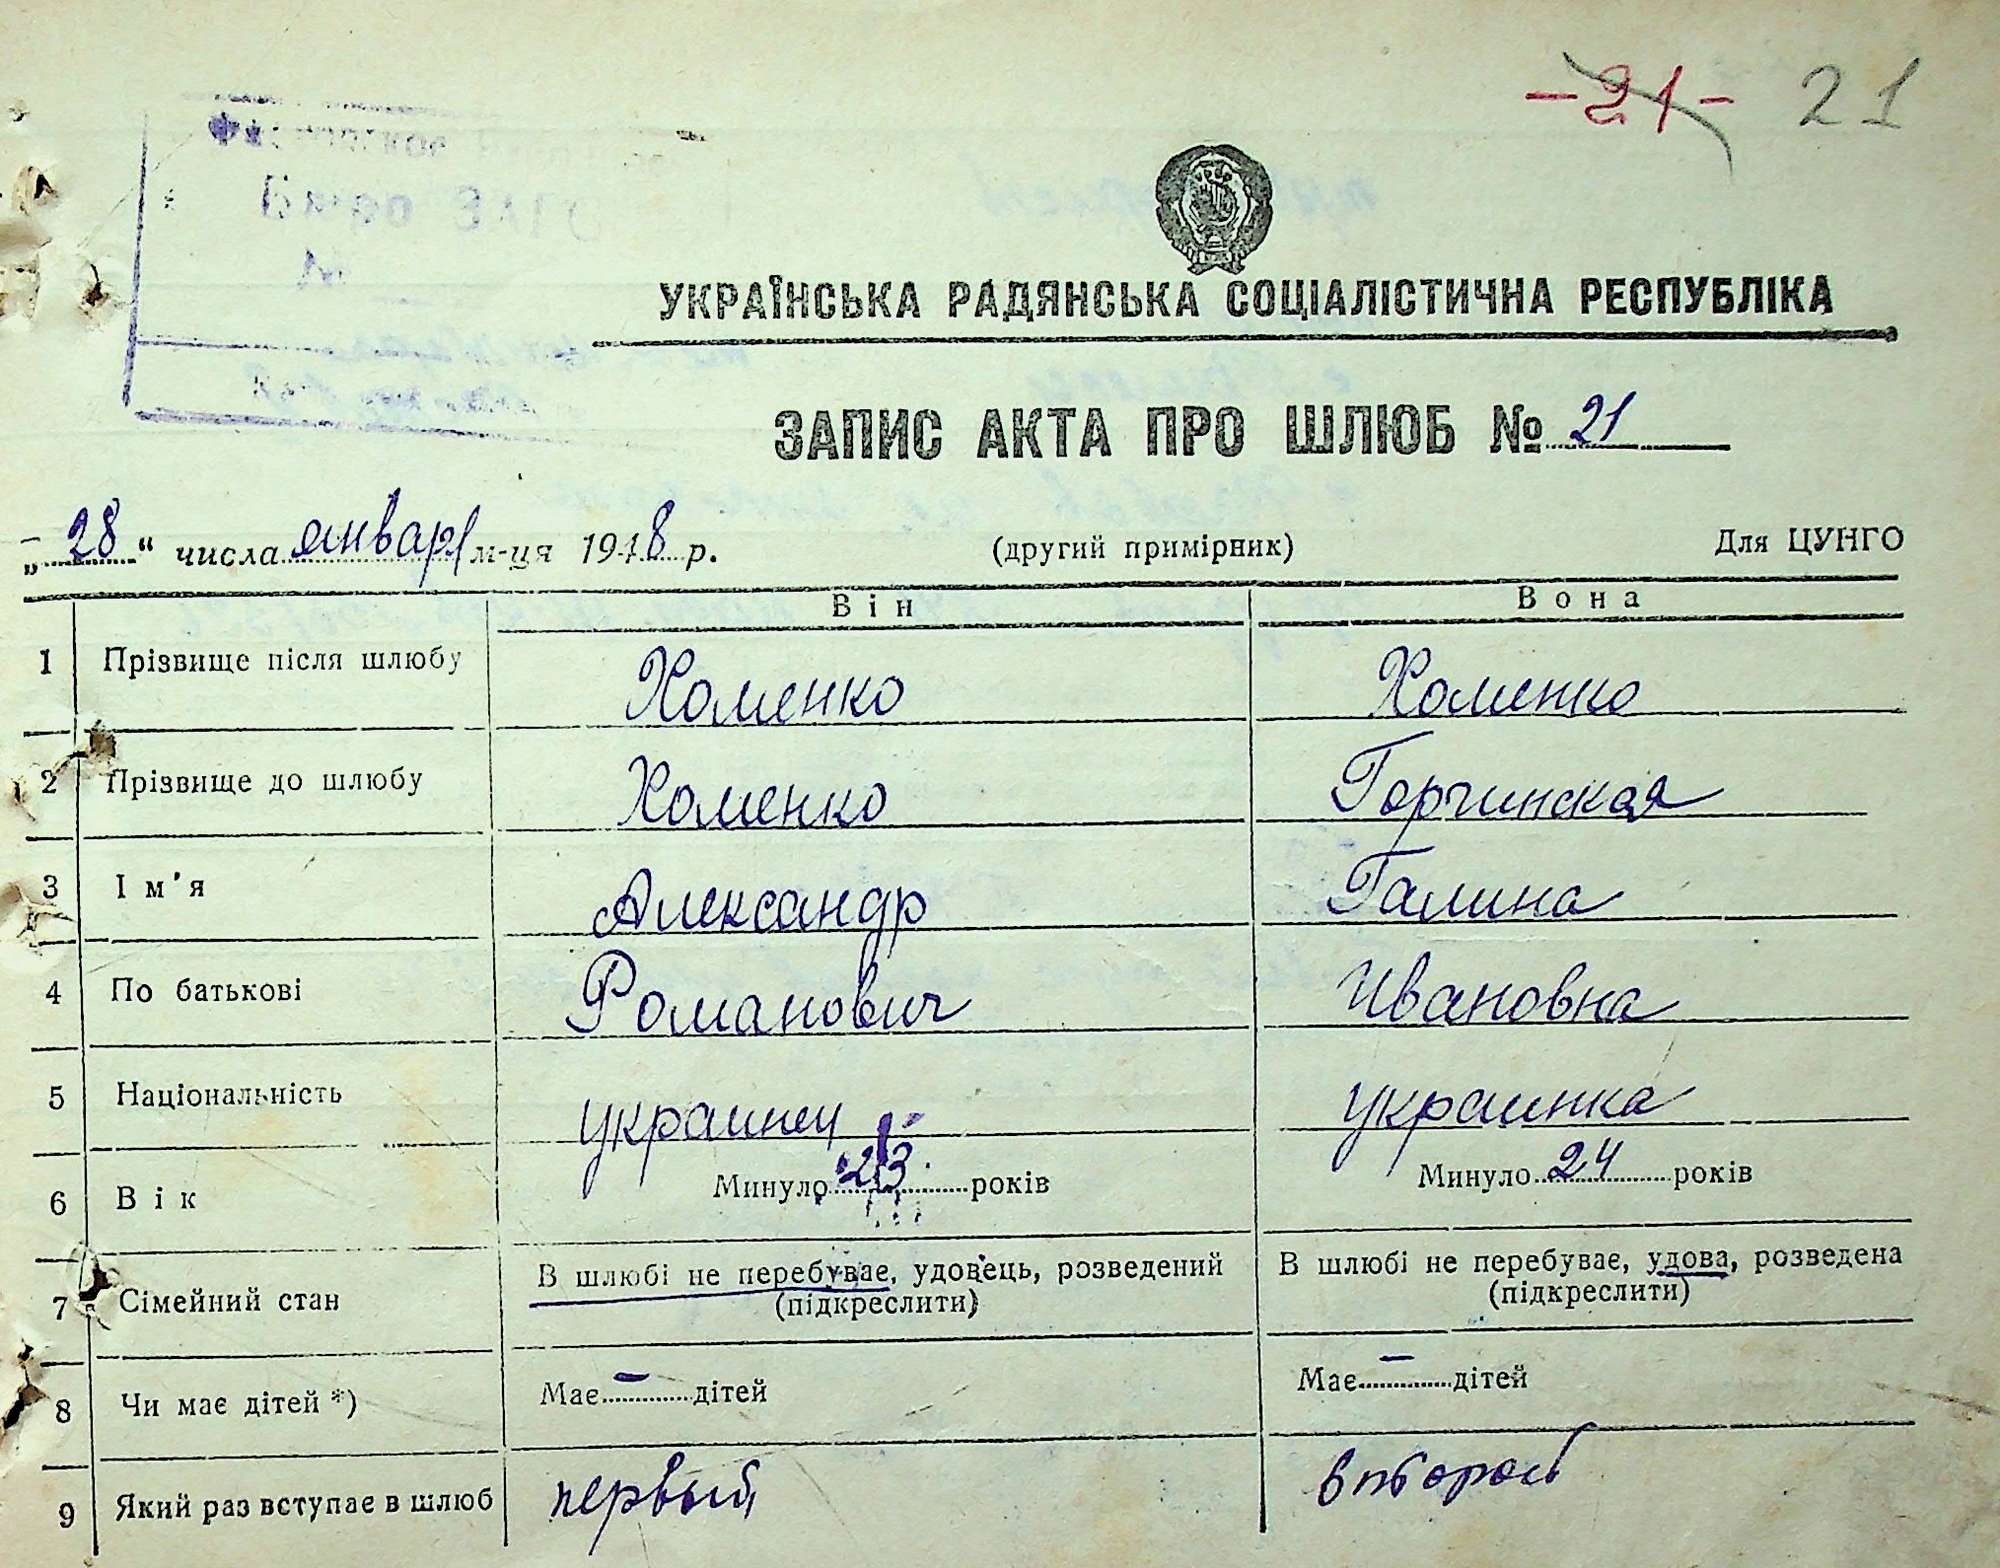 -21- 21
УКРАЇНСЬКА РАДЯНСЬКА СОЦІАЛІСТИЧНА РЕСПУБЛІКА
ЗАПИС АКТА ПРО ШЛЮБ № 21
„28“ числа января м-ця 1948 р. (другий примірник) Для ЦУНГО
Він Вона
1 Прізвище після шлюбу Хоменко Хоменко
2 Прізвище до шлюбу Хоменко Горчинская
3 Ім'я Александр Галина
4 По батькові Романович Ивановна
5 Національність украинец украинка
6 Вік Минуло 23 років Минуло 24 років
7 Сімейний стан В шлюбі не перебуває, удовець, розведений В шлюбі не перебуває, удова, розведена
(підкреслити) (підкреслити)
8 Чи має дітей *) Має — дітей Має — дітей
9 Який раз вступає в шлюб первый второй